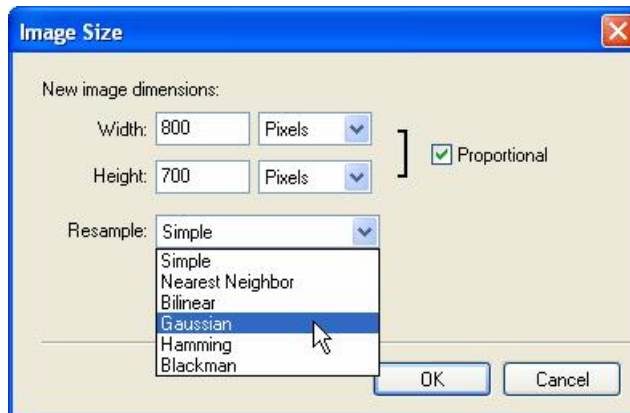 Image Size
New image dimensions:
Width: 800 Pixels
Height: 700 Pixels
Proportional
Resample: Simple
Simple
Nearest Neighbor
Bilinear
Gaussian
Hamming
Blackman
OK Cancel